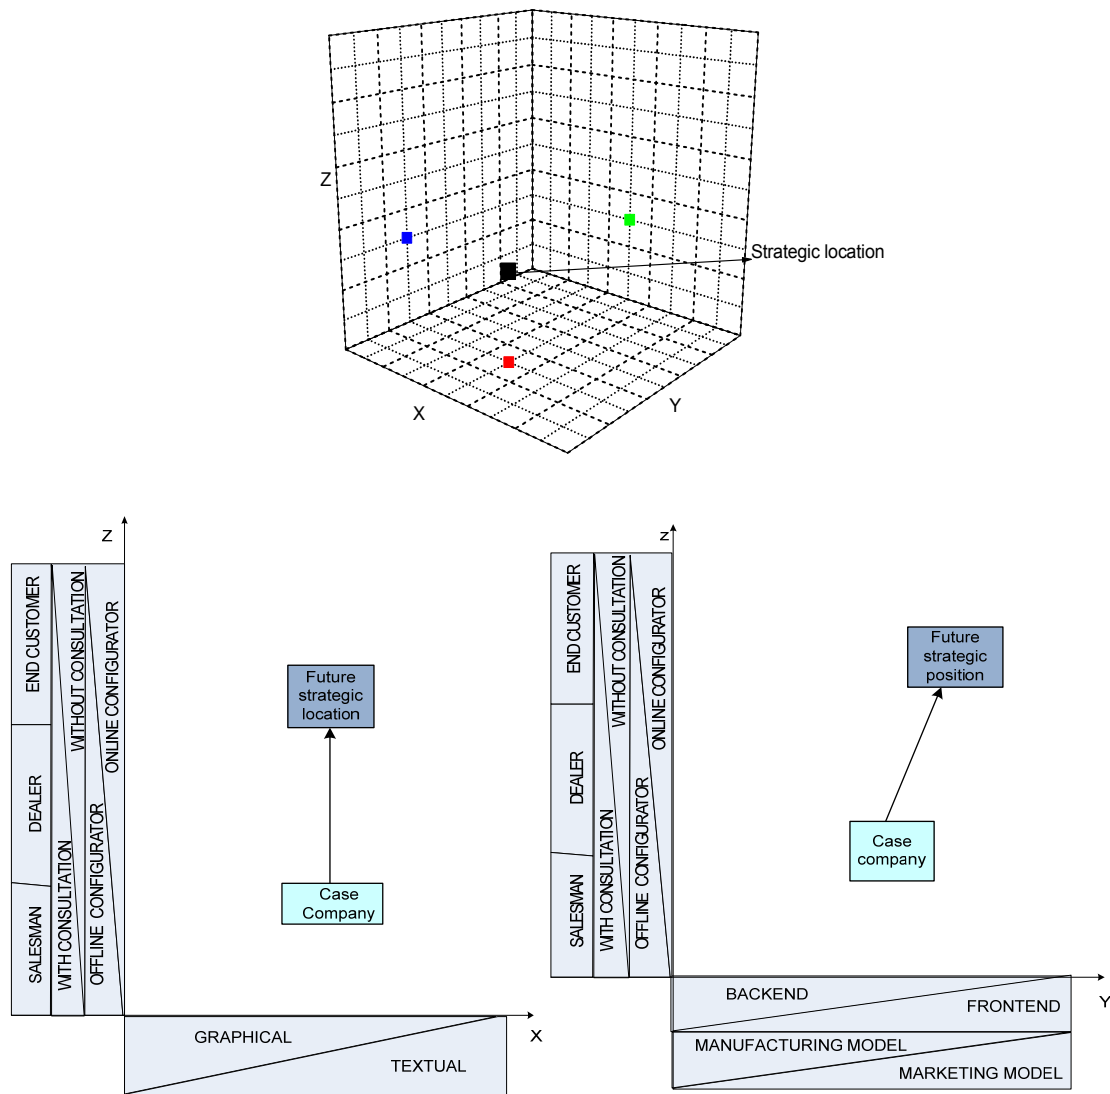 Z
Strategic location
X
Y
Z
END CUSTOMER
DEALER
SALESMAN
WITHOUT CONSULTATION
WITH CONSULTATION
ONLINE CONFIGURATOR
OFFLINE CONFIGURATOR
Future
strategic
location
Case
Company
GRAPHICAL
TEXTUAL
X
z
END CUSTOMER
DEALER
SALESMAN
WITHOUT CONSULTATION
WITH CONSULTATION
ONLINE CONFIGURATOR
OFFLINE CONFIGURATOR
Future
strategic
position
Case
company
BACKEND
FRONTEND
MANUFACTURING MODEL
MARKETING MODEL
Y